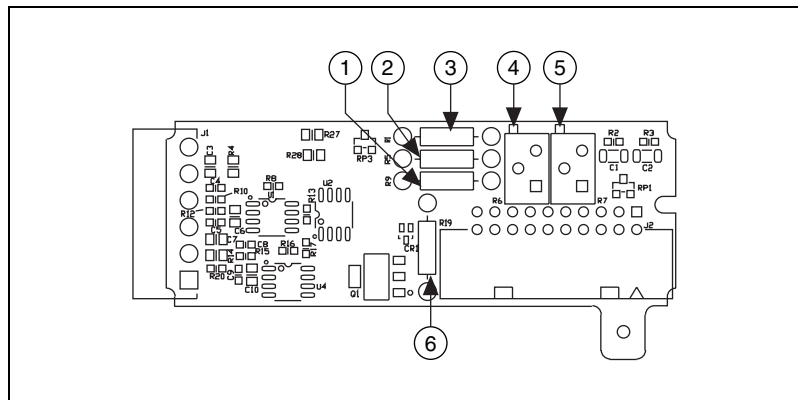 1
2
3
4
5
J1
C3
R4
R27
R28
RP3
R1
R5
R9
R2
R3
C1
C2
RP1
R6
R7
J2
C4
R10
R12
C5
C6
R8
U1
R13
U2
R19
CR1
C7
R14
R20
C8
R15
C9
C10
R16
R17
U4
Q1
6